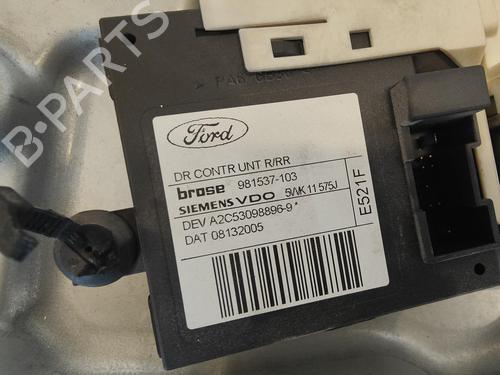 B-PARTS
Ford
DR CONTR UNT R/RR
brose 981537-103
SIEMENS VDO 5WK 11 575J
DEV A2C53098896-9*
DAT 08132005
E521F